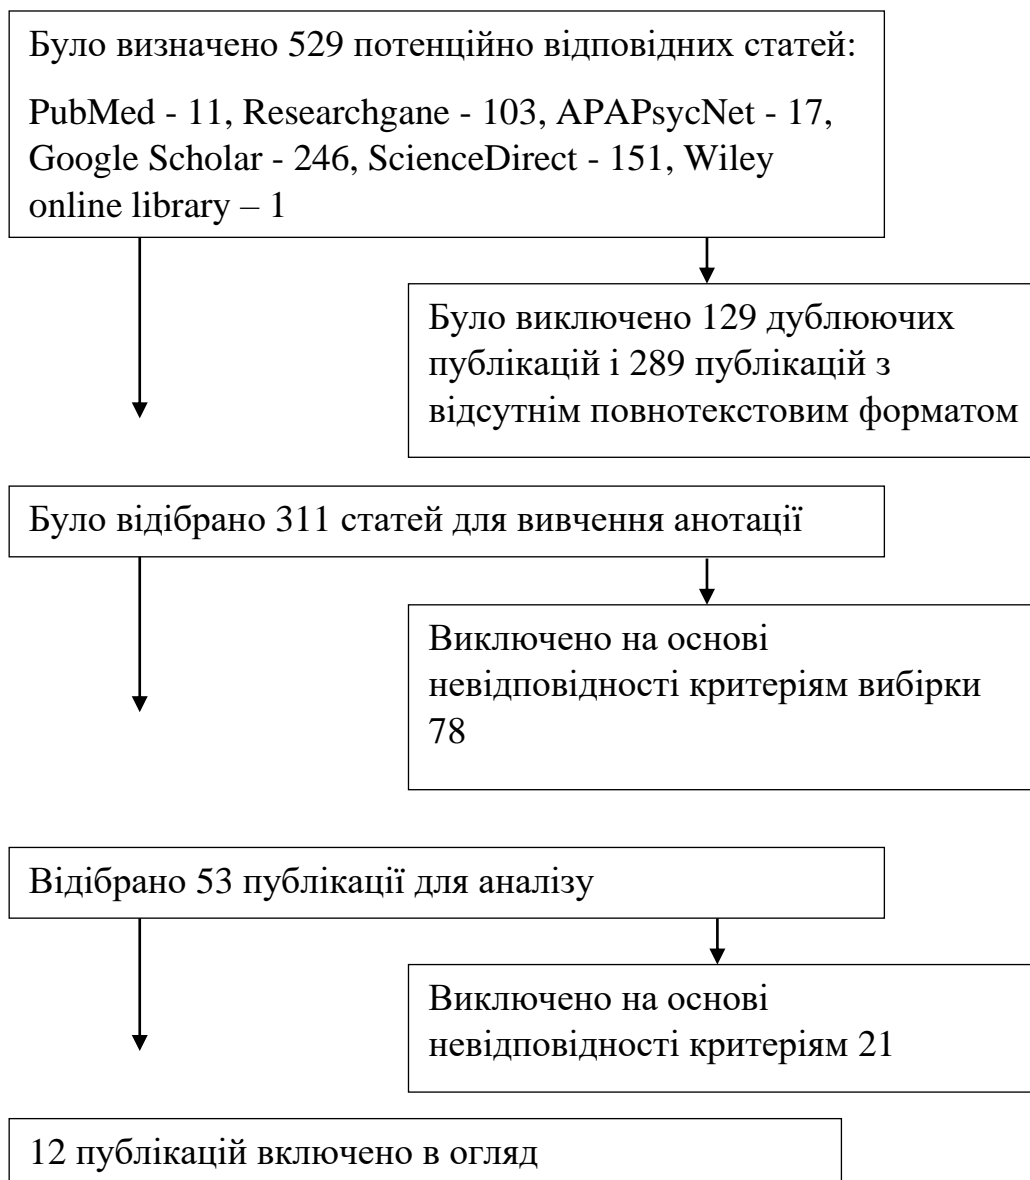 Було визначено 529 потенційно відповідних статей:
PubMed - 11, Researchgane - 103, APAPsycNet - 17,
Google Scholar - 246, ScienceDirect - 151, Wiley
online library – 1
Було виключено 129 дублюючих
публікацій і 289 публікацій з
відсутнім повнотекстовим форматом
Було відібрано 311 статей для вивчення анотації
Виключено на основі
невідповідності критеріям вибірки
78
Відібрано 53 публікації для аналізу
Виключено на основі
невідповідності критеріям 21
12 публікацій включено в огляд